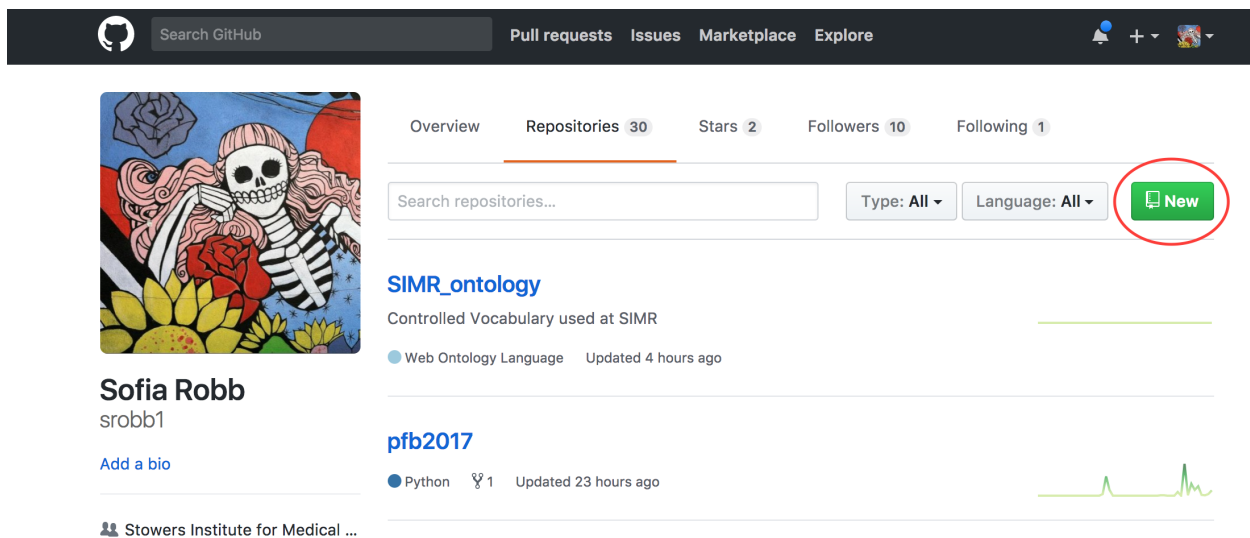 Search GitHub Pull requests Issues Marketplace Explore
Overview Repositories 30 Stars 2 Followers 10 Following 1
Search repositories... Type: All Language: All New
SIMR_ontology
Controlled Vocabulary used at SIMR
Web Ontology Language Updated 4 hours ago
Sofia Robb
srobb1
Add a bio
Stowers Institute for Medical ...
pfb2017
Python 1 Updated 23 hours ago